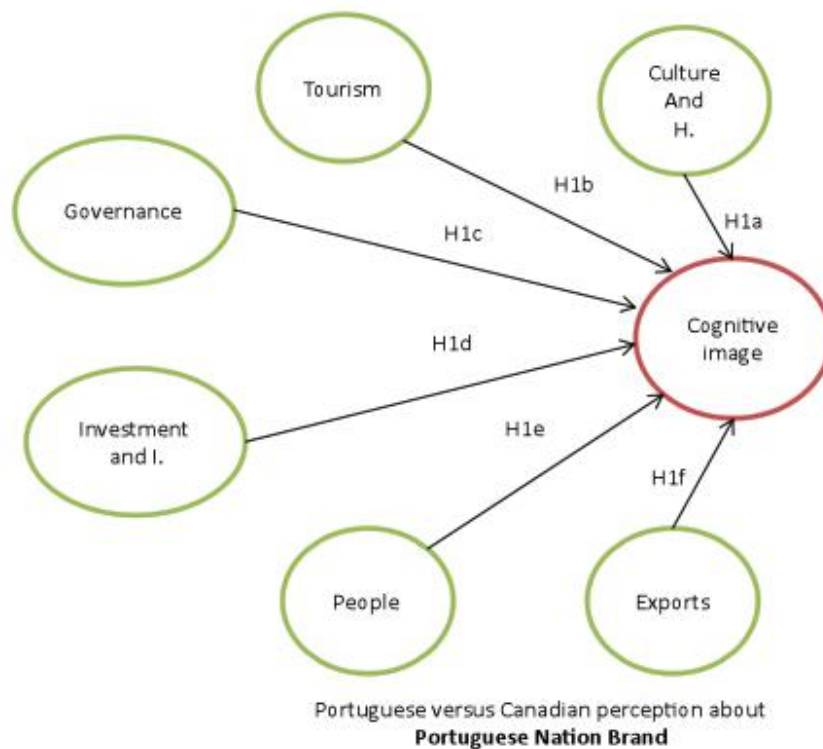 Tourism
Culture
And
H.
H1b
H1a
Governance
H1c
Cognitive
image
H1d
Investment
and I.
H1e
H1f
People
Exports
Portuguese versus Canadian perception about
Portuguese Nation Brand